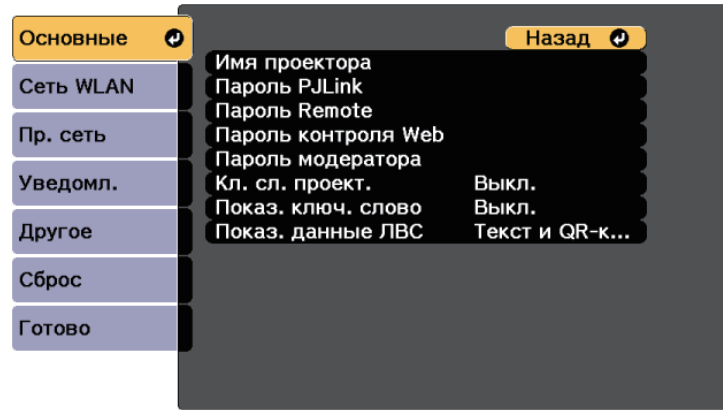 Основные
Назад
Имя проектора
Сеть WLAN
Пароль PJLink
Пароль Remote
Пр. сеть
Пароль контроля Web
Пароль модератора
Уведомл.
Кл. сл. проект. Выкл.
Показ. ключ. слово Выкл.
Другое
Показ. данные ЛВС Текст и QR-к...
Сброс
Готово